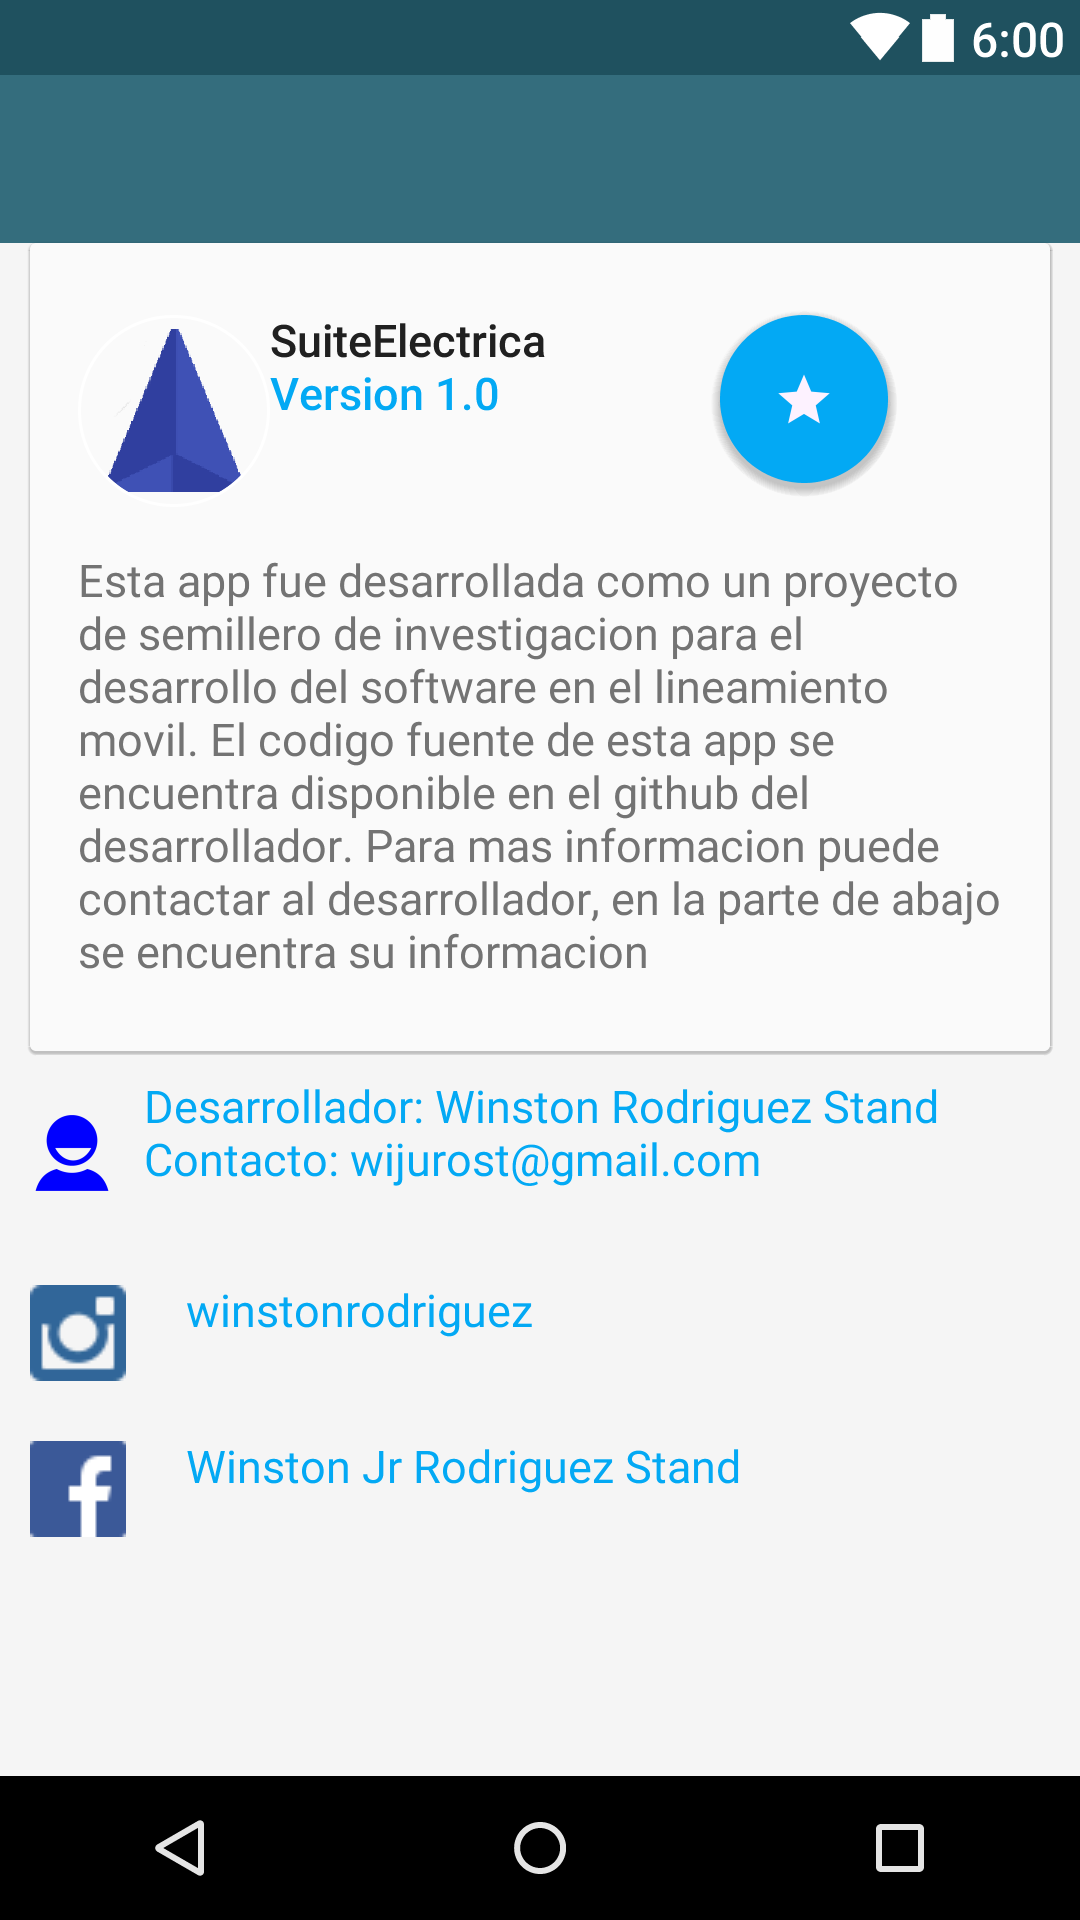 6:00
SuiteElectrica
Version 1.0
Esta app fue desarrollada como un proyecto
de semillero de investigacion para el
desarrollo del software en el lineamiento
movil. El codigo fuente de esta app se
encuentra disponible en el github del
desarrollador. Para mas informacion puede
contactar al desarrollador, en la parte de abajo
se encuentra su informacion
Desarrollador: Winston Rodriguez Stand
Contacto: wijurost@gmail.com
winstonrodriguez
Winston Jr Rodriguez Stand